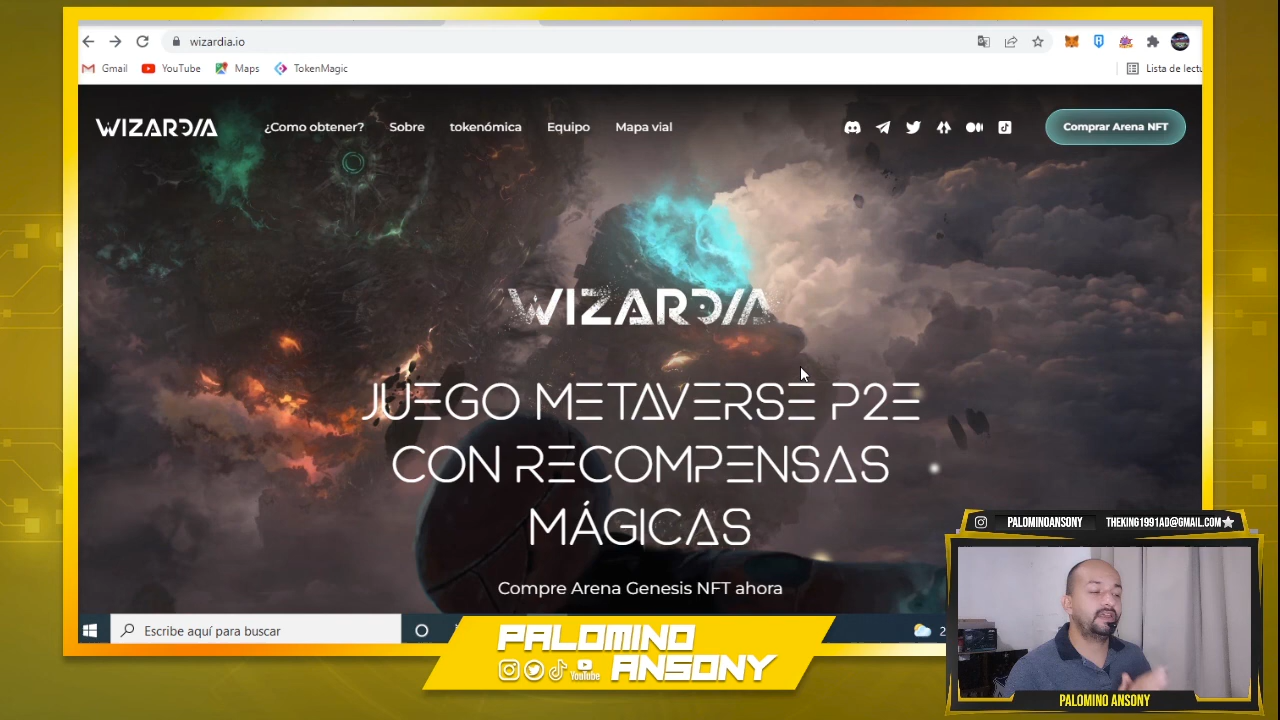 wizardia.io
Gmail YouTube Maps TokenMagic Lista de lectu
WIZARDIA ¿Como obtener? Sobre tokenómica Equipo Mapa vial Comprar Arena NFT
WIZARDIA
JUEGO METAVERSE P2E
CON RECOMPENSAS
MÁGICAS
Compre Arena Genesis NFT ahora
PALOMINOANSONY THEKING1991AD@GMAIL.COM
Escribe aquí para buscar 2
PALOMINO
YouTube ANSONY
PALOMINO ANSONY